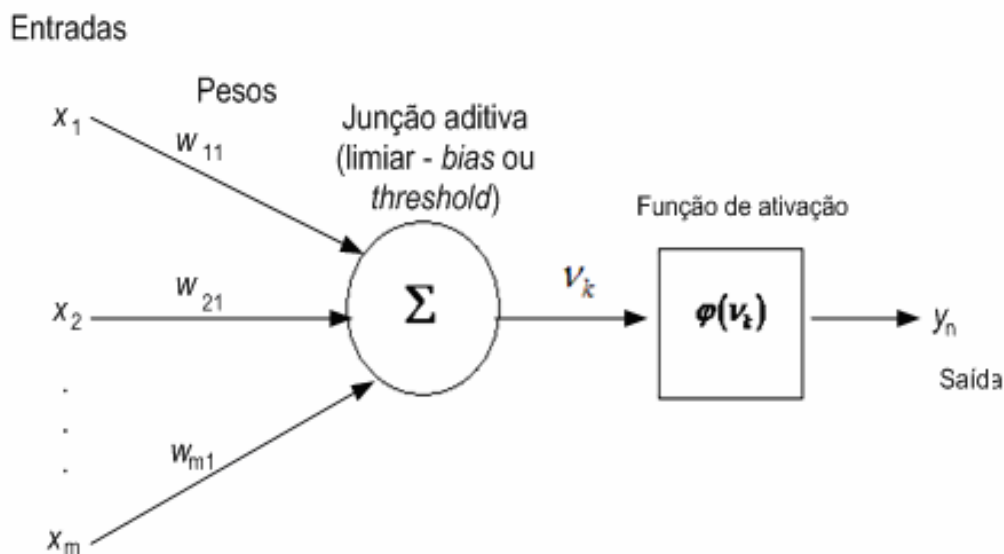 Entradas
Pesos
x1
w11
Junção aditiva
(limiar - bias ou
threshold)
Função de ativação
x2
w21
Σ
νk
φ(νk)
yn
Saída
.
.
.
wm1
xm